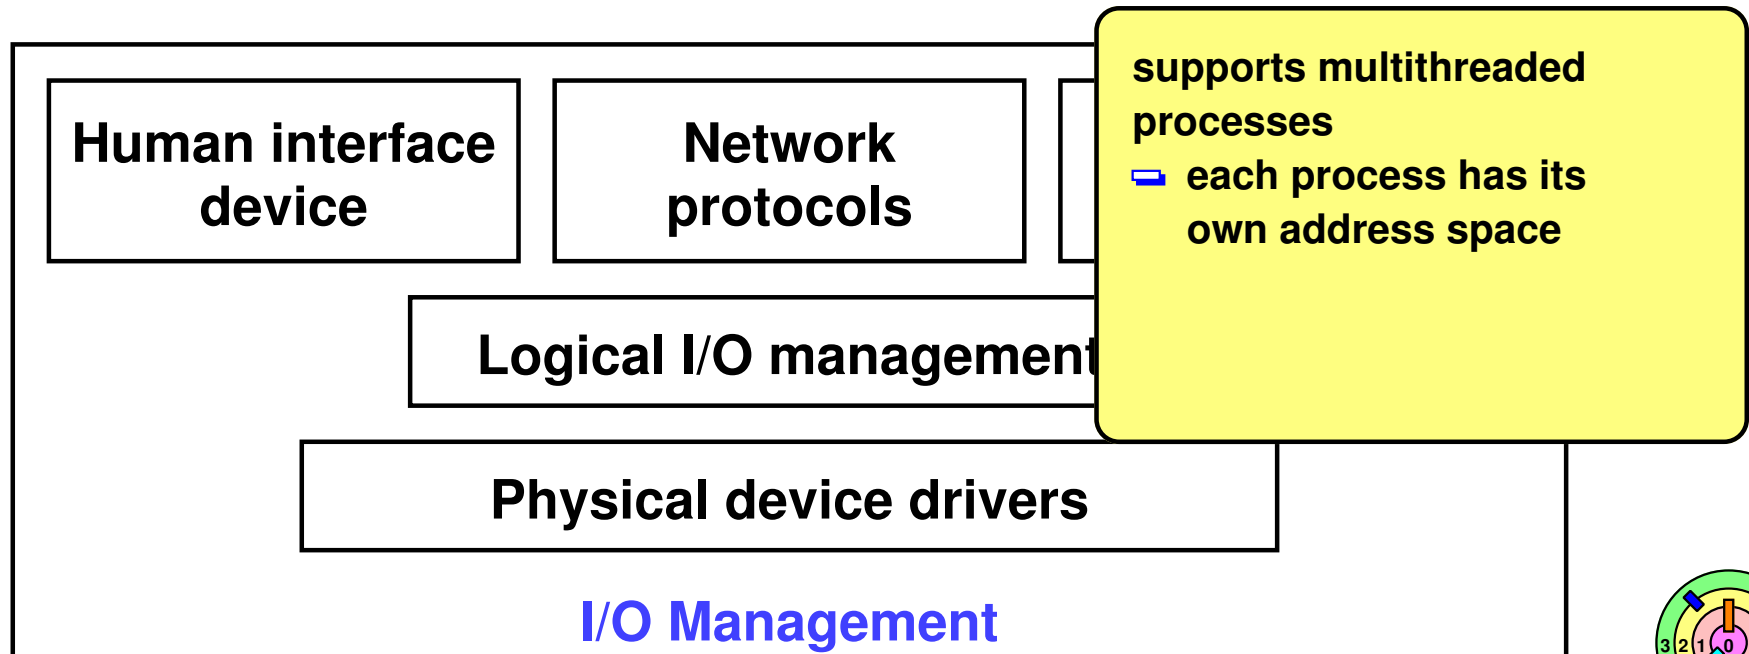 supports multithreaded
processes
each process has its
own address space
Human interface
device
Network
protocols
Logical I/O management
Physical device drivers
I/O Management
3 2 1 0